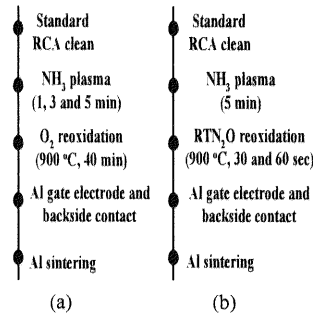 Standard
RCA clean
NH₃ plasma
(1, 3 and 5 min)
O₂ reoxidation
(900 °C, 40 min)
Al gate electrode and
backside contact
Al sintering
(a)
Standard
RCA clean
NH₃ plasma
(5 min)
RTN₂O reoxidation
(900 °C, 30 and 60 sec)
Al gate electrode and
backside contact
Al sintering
(b)